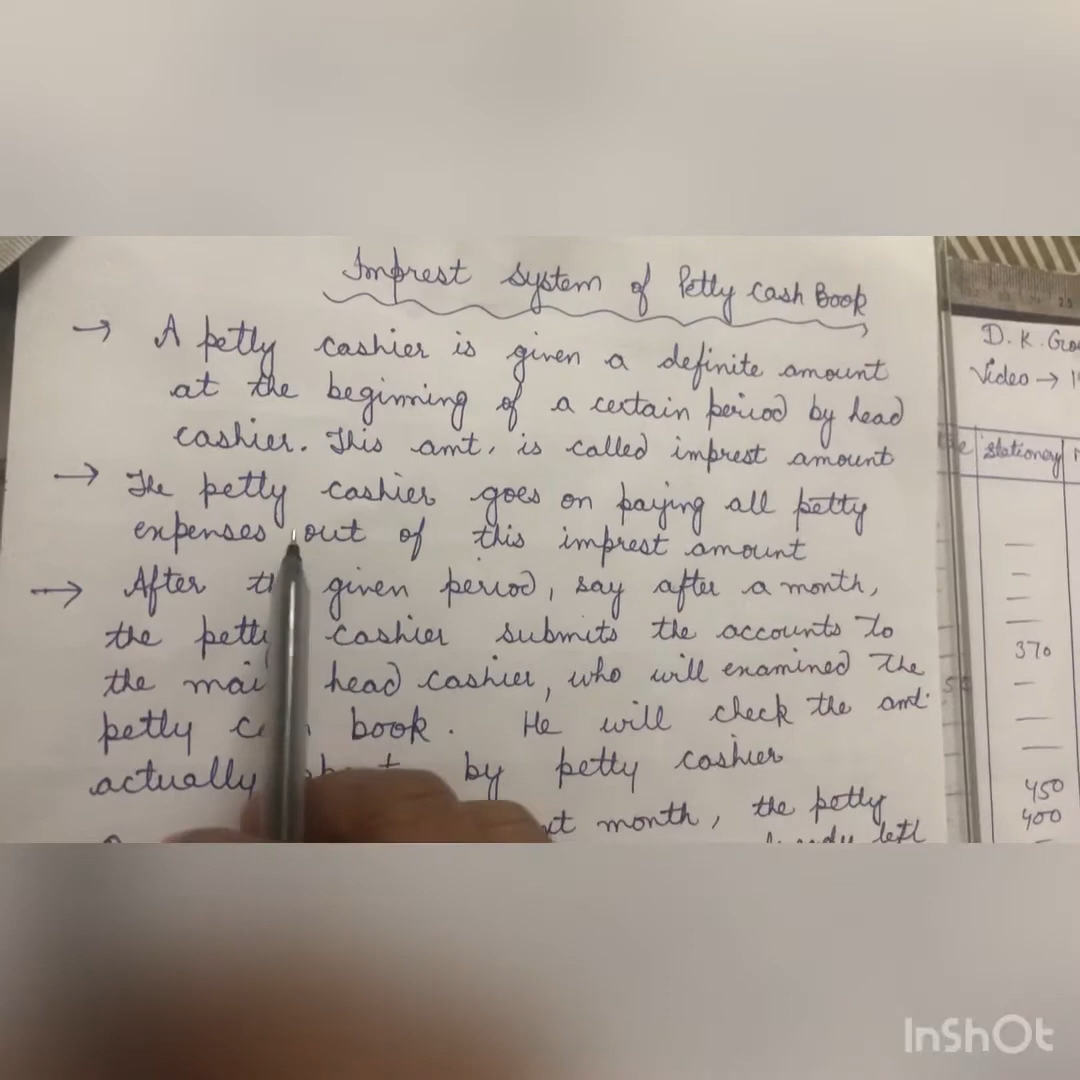 Imprest system of Petty Cash Book
→ A petty cashier is given a definite amount
at the beginning of a certain period by head
cashier. This amt. is called imprest amount
→ The petty cashier goes on paying all petty
expenses out of this imprest amount
→ After given period, say after a month,
the cashier submits the accounts to
the head cashier, who will examined the
petty book. He will check the amt.
actually by petty cashier
month, the petty
left
D.K.
Video →
stationery
370
450
400
InShOt